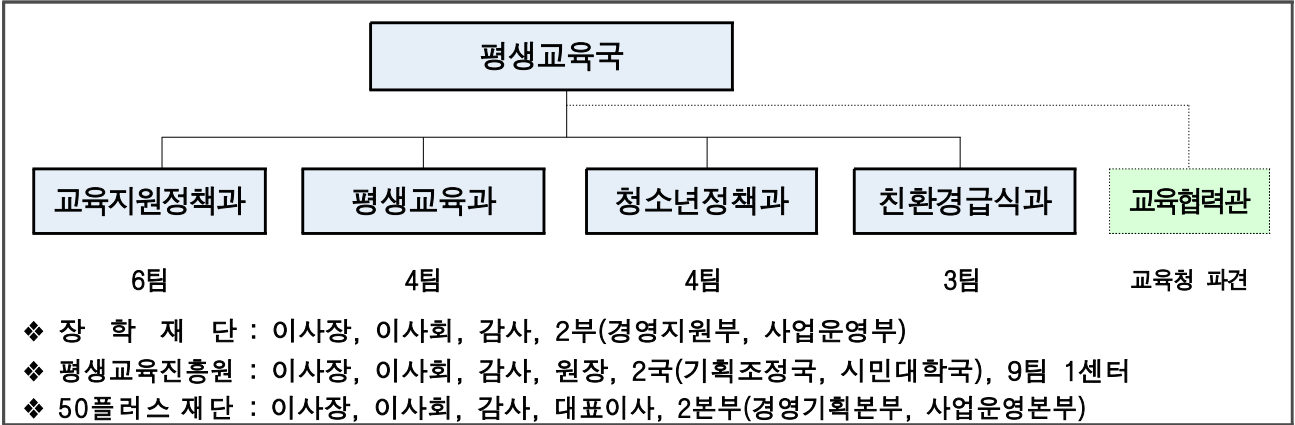 평생교육국
교육지원정책과 평생교육과 청소년정책과 친환경급식과 교육협력관
6팀 4팀 4팀 3팀 교육청 파견
❖ 장 학 재 단 : 이사장, 이사회, 감사, 2부(경영지원부, 사업운영부)
❖ 평생교육진흥원 : 이사장, 이사회, 감사, 원장, 2국(기획조정국, 시민대학국), 9팀 1센터
❖ 50플러스 재단 : 이사장, 이사회, 감사, 대표이사, 2본부(경영기획본부, 사업운영본부)